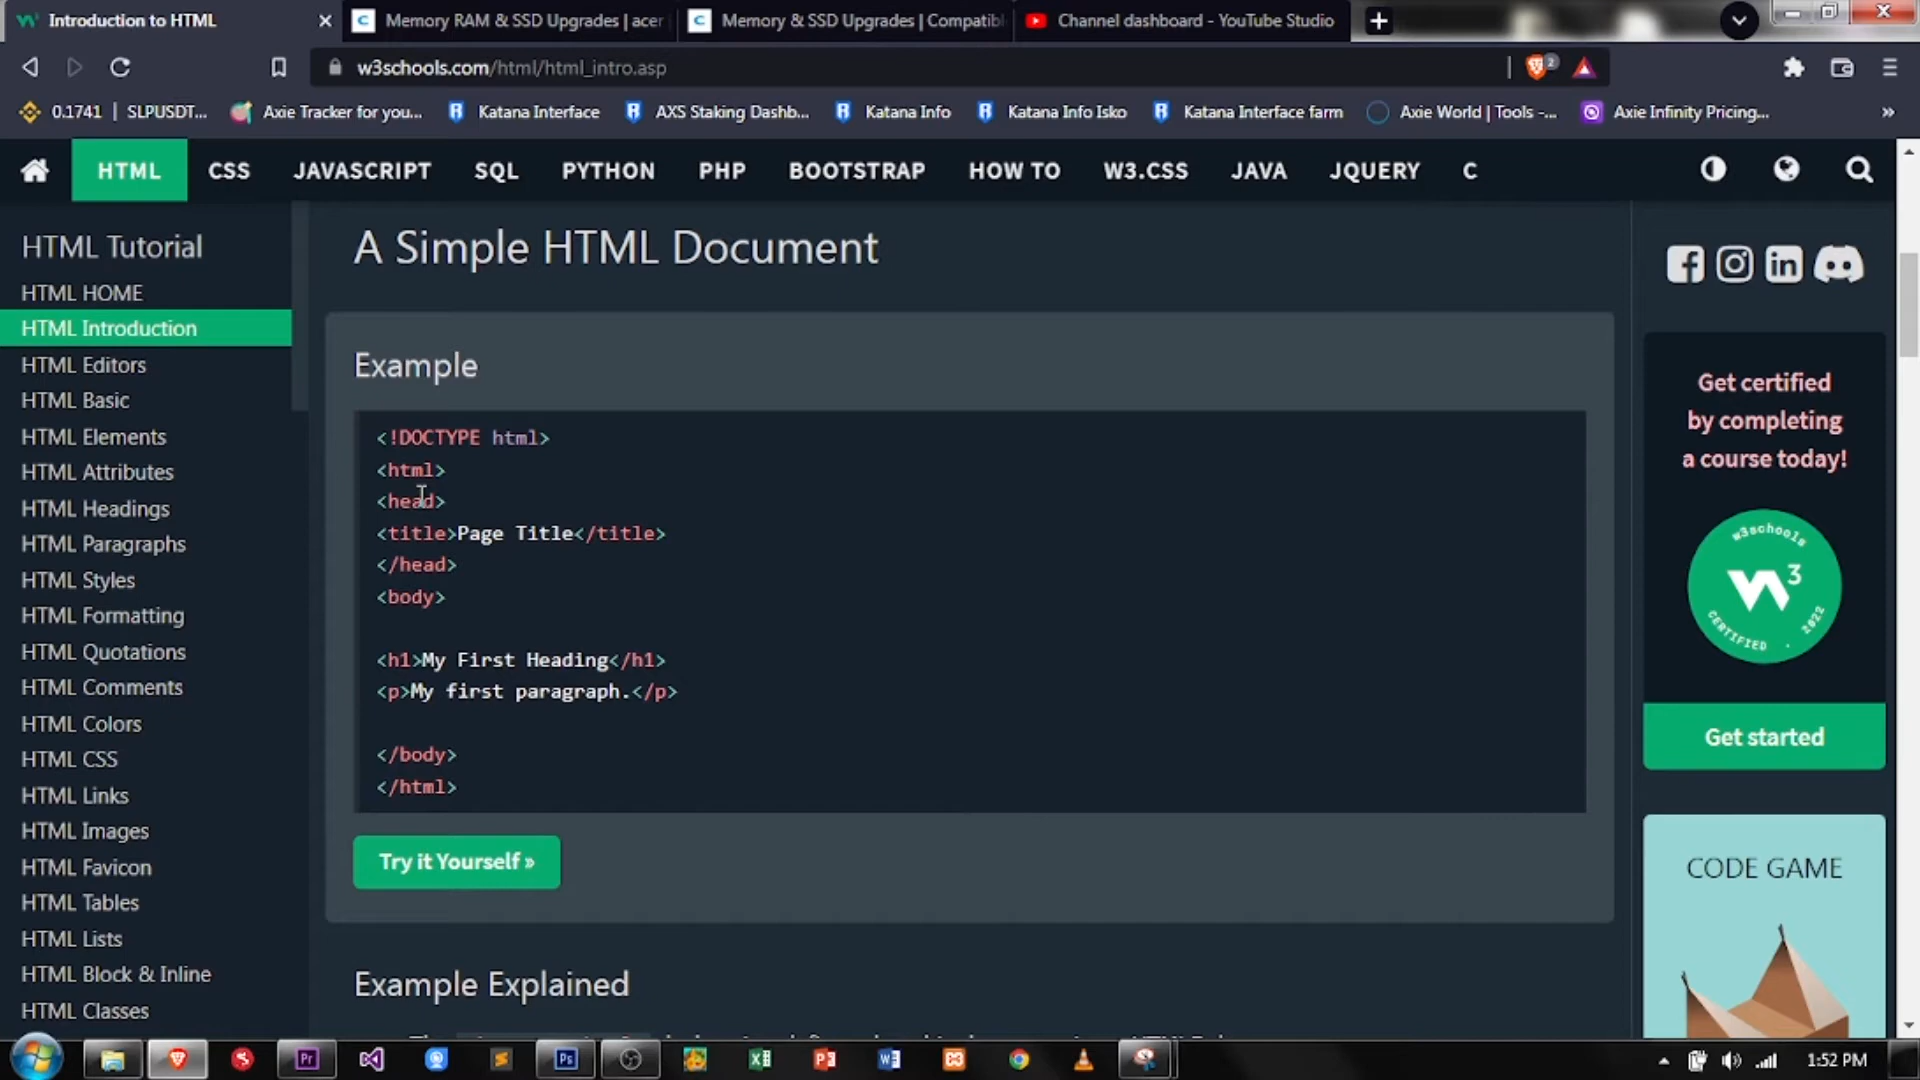 Introduction to HTML
Memory RAM & SSD Upgrades | acer
Memory & SSD Upgrades | Compatibl
Channel dashboard - YouTube Studio
w3schools.com/html/html_intro.asp
2
0.1741 | SLPUSDT...
Axie Tracker for you...
Katana Interface
AXS Staking Dashb...
Katana Info
Katana Info Isko
Katana Interface farm
Axie World | Tools -...
Axie Infinity Pricing...
»
HTML
CSS
JAVASCRIPT
SQL
PYTHON
PHP
BOOTSTRAP
HOW TO
W3.CSS
JAVA
JQUERY
C
HTML Tutorial
HTML HOME
HTML Introduction
HTML Editors
HTML Basic
HTML Elements
HTML Attributes
HTML Headings
HTML Paragraphs
HTML Styles
HTML Formatting
HTML Quotations
HTML Comments
HTML Colors
HTML CSS
HTML Links
HTML Images
HTML Favicon
HTML Tables
HTML Lists
HTML Block & Inline
HTML Classes
A Simple HTML Document
Example
<!DOCTYPE html>
<html>
<head>
<title>Page Title</title>
</head>
<body>
<h1>My First Heading</h1>
<p>My first paragraph.</p>
</body>
</html>
Try it Yourself »
Example Explained
Get certified
by completing
a course today!
w3schools
W3
CERTIFIED . 2022
Get started
CODE GAME
Pr
Ps
1:52 PM